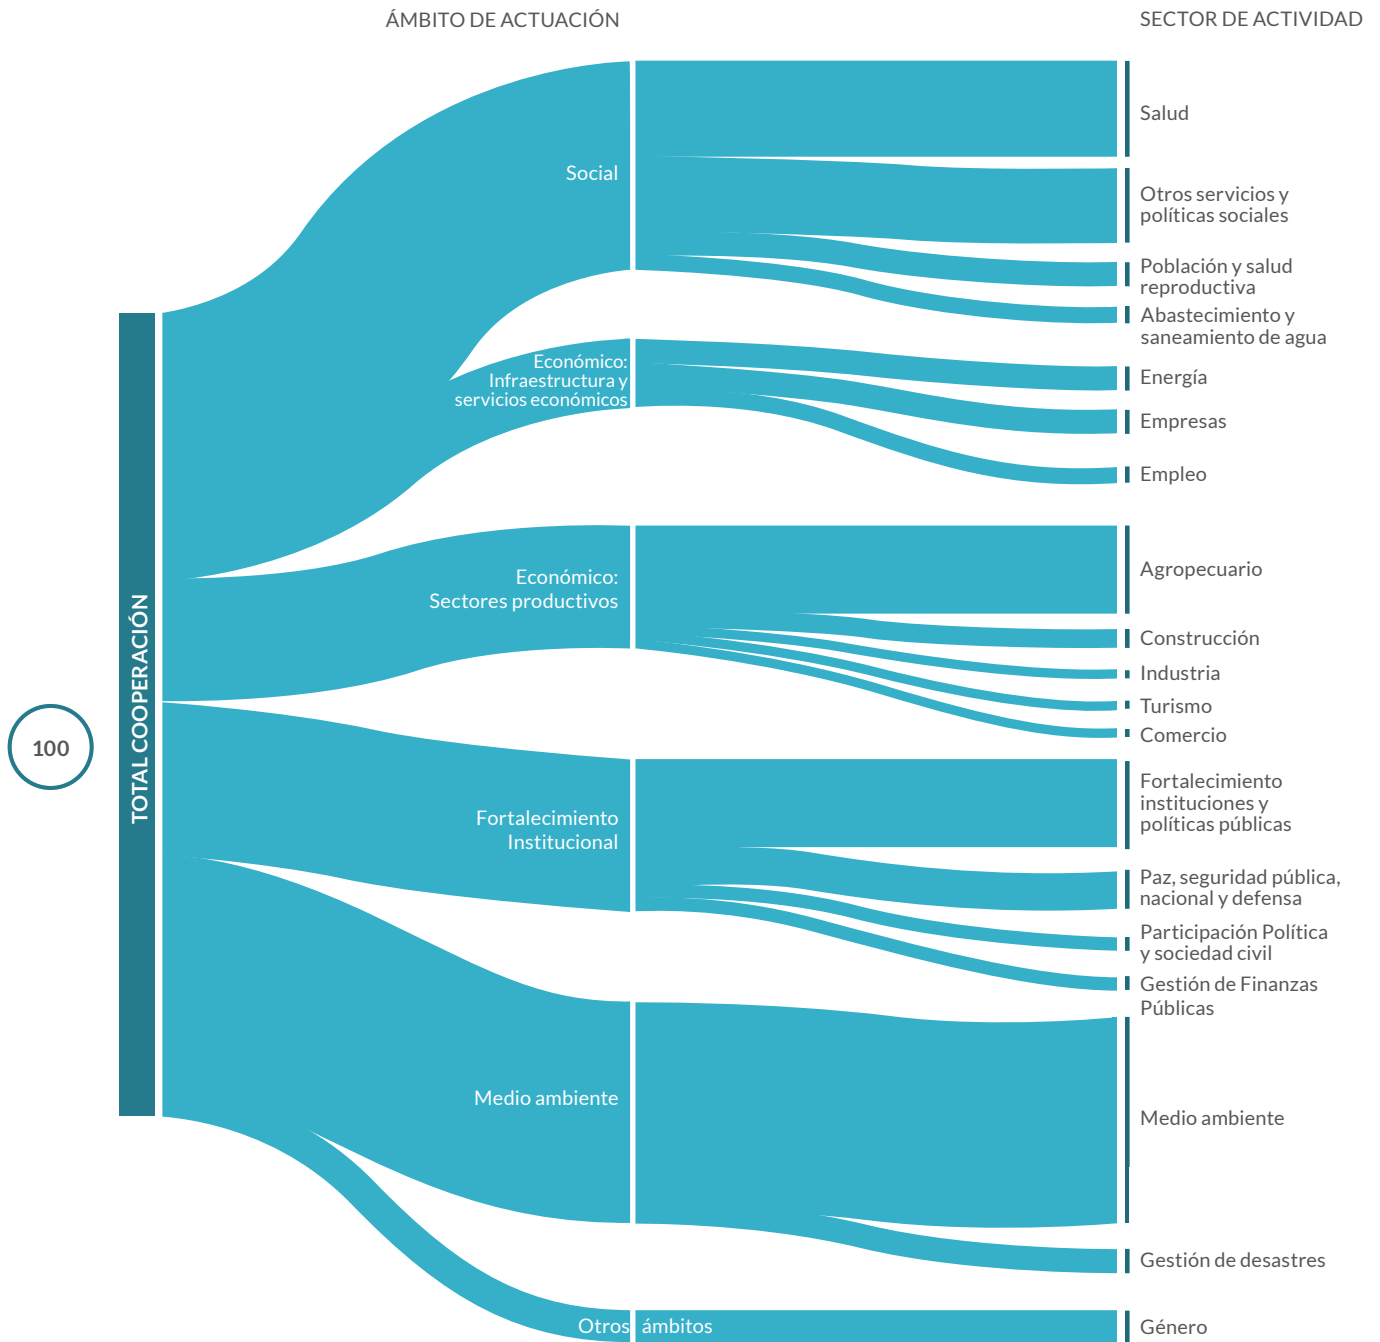 ÁMBITO DE ACTUACIÓN
SECTOR DE ACTIVIDAD
100
TOTAL COOPERACIÓN
Social
Salud
Otros servicios y
políticas sociales
Población y salud
reproductiva
Abastecimiento y
saneamiento de agua
Económico:
Infraestructura y
servicios económicos
Energía
Empresas
Empleo
Económico:
Sectores productivos
Agropecuario
Construcción
Industria
Turismo
Comercio
Fortalecimiento
Institucional
Fortalecimiento
instituciones y
políticas públicas
Paz, seguridad pública,
nacional y defensa
Participación Política
y sociedad civil
Gestión de Finanzas
Públicas
Medio ambiente
Medio ambiente
Gestión de desastres
Otros ámbitos
Género